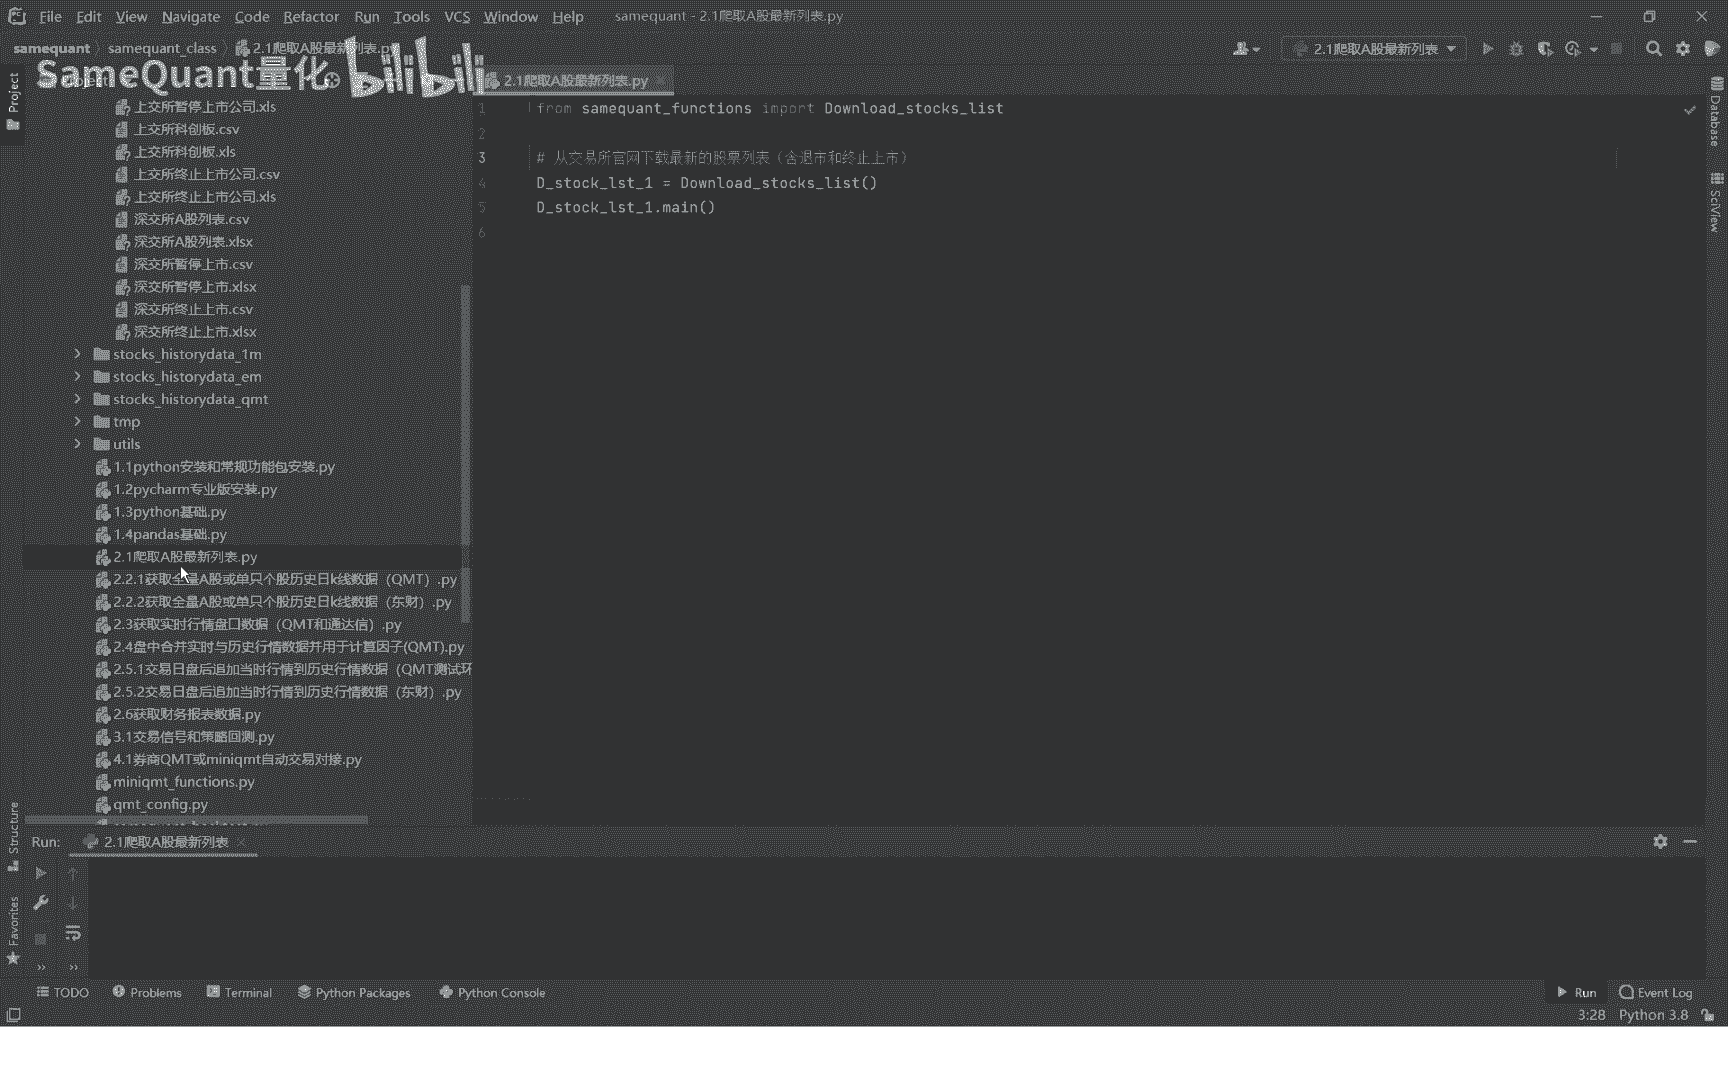 File Edit View Navigate Code Refactor Run Tools VCS Window Help samequant - 2.1爬取A股最新列表.py
samequant samequant_class 2.1爬取A股最新列表.py
2.1爬取A股最新列表
SameQuant量化 bilibili
2.1爬取A股最新列表.py
Project
上交所暂停上市公司.xls
上交所科创板.csv
上交所科创板.xls
上交所终止上市公司.csv
上交所终止上市公司.xls
深交所A股列表.csv
深交所A股列表.xlsx
深交所暂停上市.csv
深交所暂停上市.xlsx
深交所终止上市.csv
深交所终止上市.xlsx
stocks_historydata_1m
stocks_historydata_em
stocks_historydata_qmt
tmp
utils
1.1python安装和常规功能包安装.py
1.2pycharm专业版安装.py
1.3python基础.py
1.4pandas基础.py
2.1爬取A股最新列表.py
2.2.1获取全量A股或单只个股历史日k线数据（QMT）.py
2.2.2获取全量A股或单只个股历史日k线数据（东财）.py
2.3获取实时行情盘口数据（QMT和通达信）.py
2.4盘中合并实时与历史行情数据并用于计算因子(QMT).py
2.5.1交易日盘后追加当时行情到历史行情数据（QMT测试环
2.5.2交易日盘后追加当时行情到历史行情数据（东财）.py
2.6获取财务报表数据.py
3.1交易信号和策略回测.py
4.1券商QMT或miniqmt自动交易对接.py
miniqmt_functions.py
qmt_config.py
1 from samequant_functions import Download_stocks_list
2
3 # 从交易所官网下载最新的股票列表（含退市和终止上市）
4 D_stock_lst_1 = Download_stocks_list()
5 D_stock_lst_1.main()
6
Database
SciView
Structure
Favorites
Run: 2.1爬取A股最新列表
TODO Problems Terminal Python Packages Python Console Run Event Log
3:28 Python 3.8